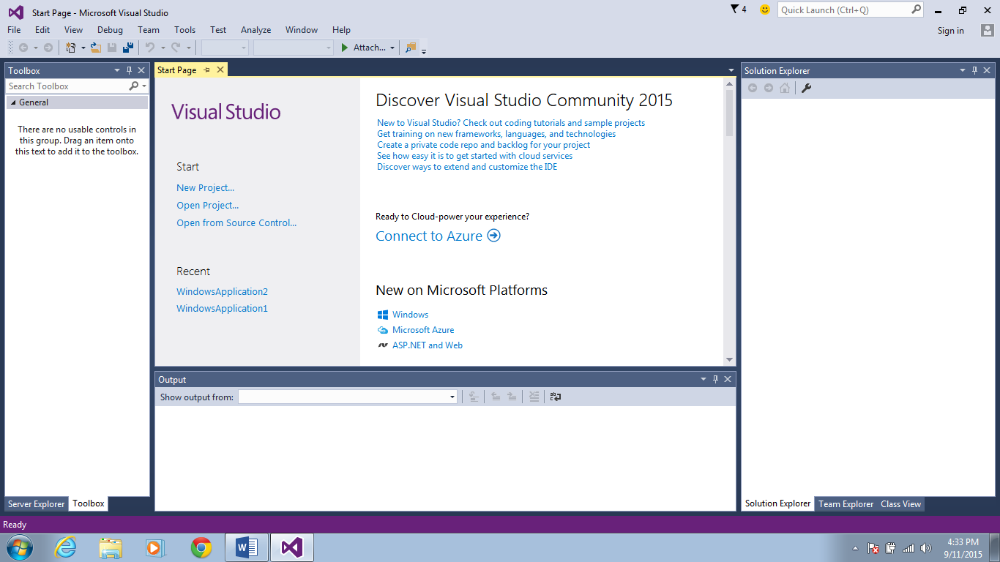 Start Page - Microsoft Visual Studio
4
Quick Launch (Ctrl+Q)
File Edit View Debug Team Tools Test Analyze Window Help
Sign in
Attach...
Toolbox
Search Toolbox
General
There are no usable controls in
this group. Drag an item onto
this text to add it to the toolbox.
Server Explorer Toolbox
Start Page
Visual Studio
Start
New Project...
Open Project...
Open from Source Control...
Recent
WindowsApplication2
WindowsApplication1
Discover Visual Studio Community 2015
New to Visual Studio? Check out coding tutorials and sample projects
Get training on new frameworks, languages, and technologies
Create a private code repo and backlog for your project
See how easy it is to get started with cloud services
Discover ways to extend and customize the IDE
Ready to Cloud-power your experience?
Connect to Azure
New on Microsoft Platforms
Windows
Microsoft Azure
ASP.NET and Web
Output
Show output from:
Solution Explorer
Solution Explorer Team Explorer Class View
Ready
4:33 PM
9/11/2015